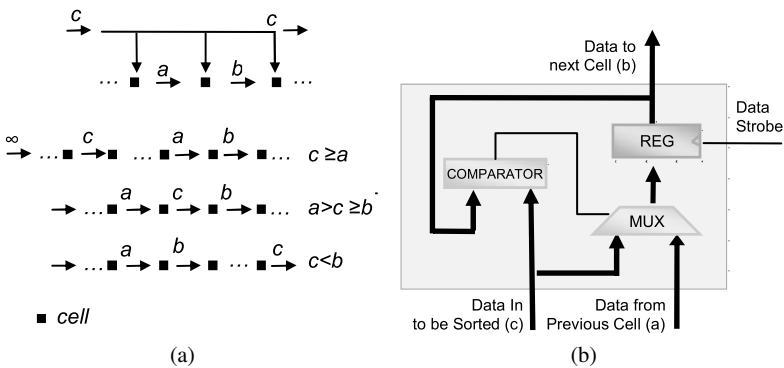 c c
... a b ...
∞ ... c ... a b ... c ≥a
... a c b ... a>c ≥b
... a b ... c c<b
cell
(a)
Data to
next Cell (b)
Data
Strobe
REG
COMPARATOR
MUX
Data In
to be Sorted (c)
Data from
Previous Cell (a)
(b)